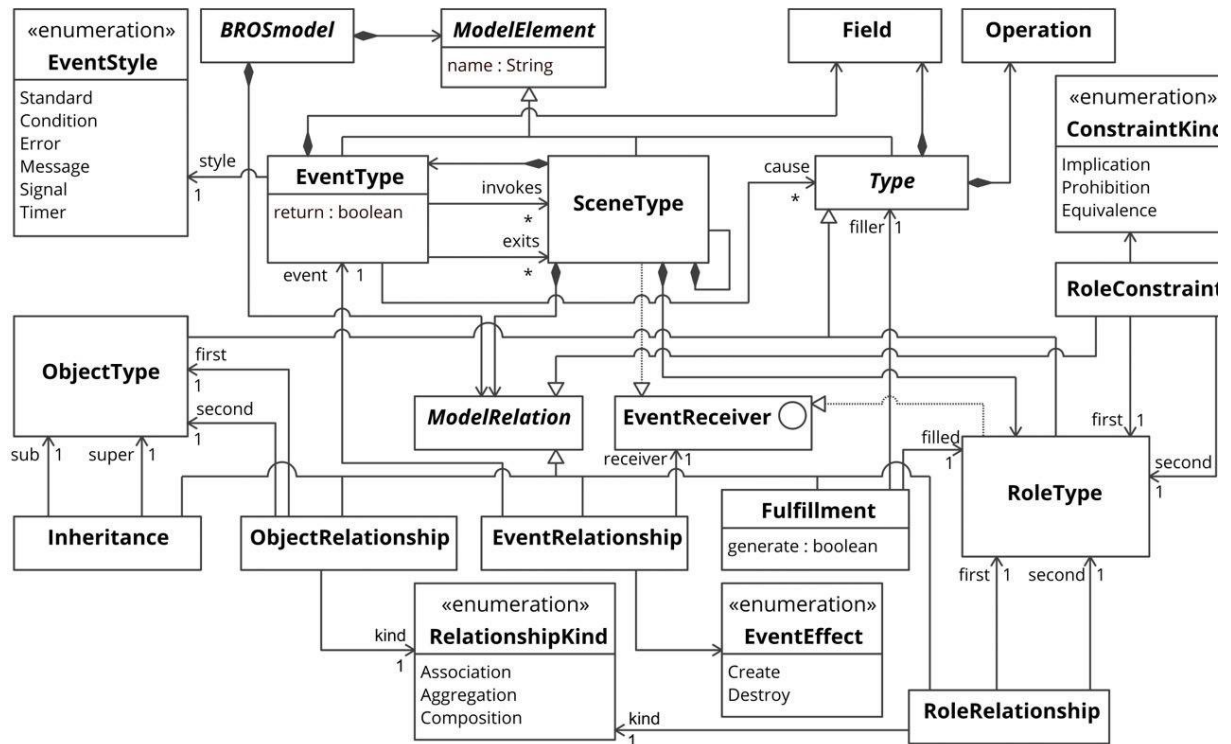 «enumeration»
EventStyle
Standard
Condition
Error
Message
Signal
Timer
BROSmodel
ModelElement
name : String
Field
Operation
«enumeration»
ConstraintKind
Implication
Prohibition
Equivalence
style
1
EventType
return : boolean
invokes
*
exits
*
SceneType
cause
*
Type
filler 1
event 1
RoleConstraint
ObjectType
first
1
second
1
sub 1
super 1
ModelRelation
EventReceiver
receiver 1
filled
1
first 1
second
1
RoleType
Inheritance
ObjectRelationship
EventRelationship
Fulfillment
generate : boolean
first 1
second 1
kind
1
«enumeration»
RelationshipKind
Association
Aggregation
Composition
«enumeration»
EventEffect
Create
Destroy
kind
1
RoleRelationship